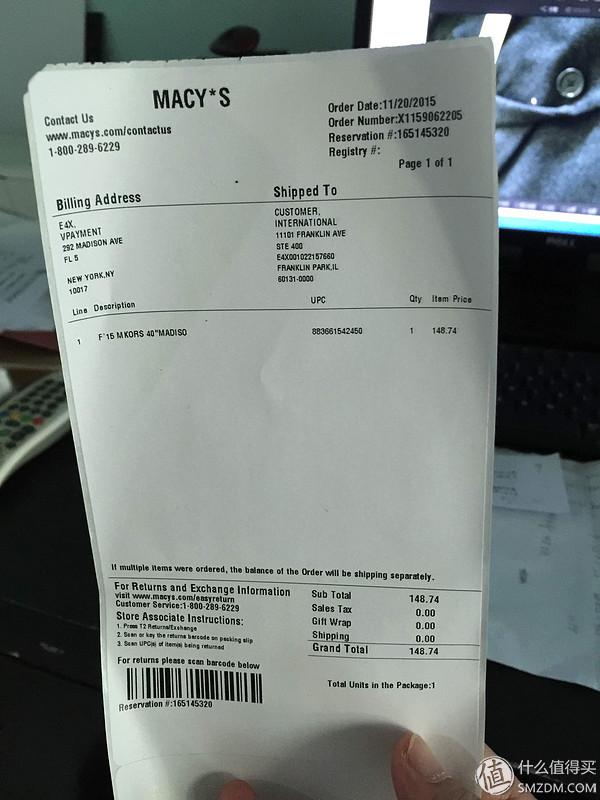 MACY*S
Contact Us
www.macys.com/contactus
1-800-289-6229
Order Date:11/20/2015
Order Number:X1159062205
Reservation #:165145320
Registry #:
Page 1 of 1
Billing Address
E4X,
VPAYMENT
292 MADISON AVE
FL 5
NEW YORK,NY
10017
Shipped To
CUSTOMER,
INTERNATIONAL
11101 FRANKLIN AVE
STE 400
E4X001022157660
FRANKLIN PARK,IL
60131-0000
Line Description UPC Qty Item Price
1 F'15 MKORS 40"MADISO 883661542450 1 148.74
If multiple items were ordered, the balance of the Order will be shipping separately.
For Returns and Exchange Information
visit www.macys.com/easyreturn
Customer Service:1-800-289-6229
Store Associate Instructions:
1. Press T2 Returns/Exchange
2. Scan or key the returns barcode on packing slip
3. Scan UPC(s) of item(s) being returned
For returns please scan barcode below
Reservation #:165145320
Sub Total 148.74
Sales Tax 0.00
Gift Wrap 0.00
Shipping 0.00
Grand Total 148.74
Total Units in the Package:1
DELL
值 什么值得买
SMZDM.COM